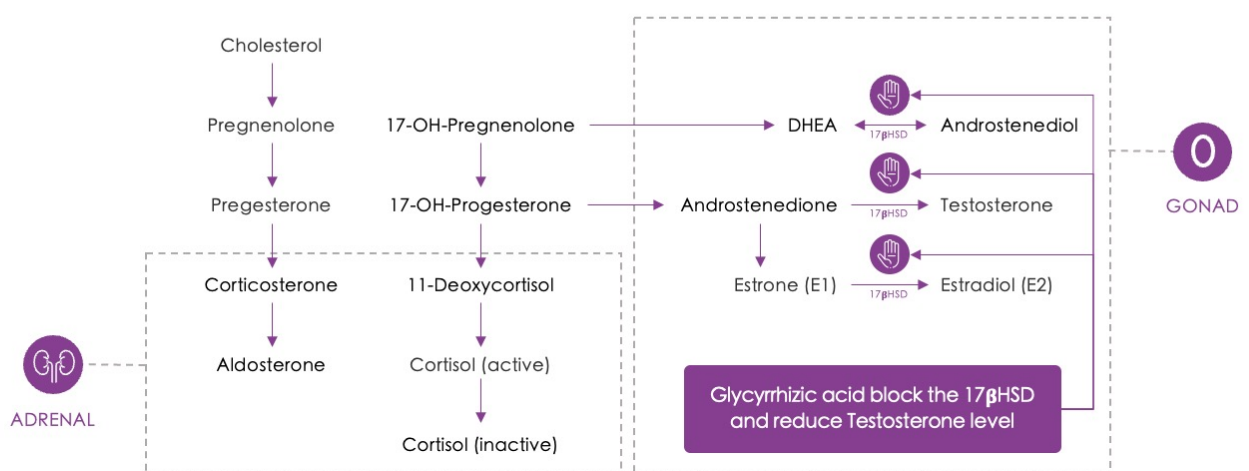 Cholesterol
Pregnenolone
17-OH-Pregnenolone
DHEA
17βHSD
Androstenediol
Pregesterone
17-OH-Progesterone
Androstenedione
17βHSD
Testosterone
GONAD
Corticosterone
11-Deoxycortisol
Estrone (E1)
17βHSD
Estradiol (E2)
Aldosterone
Cortisol (active)
ADRENAL
Cortisol (inactive)
Glycyrrhizic acid block the 17βHSD
and reduce Testosterone level